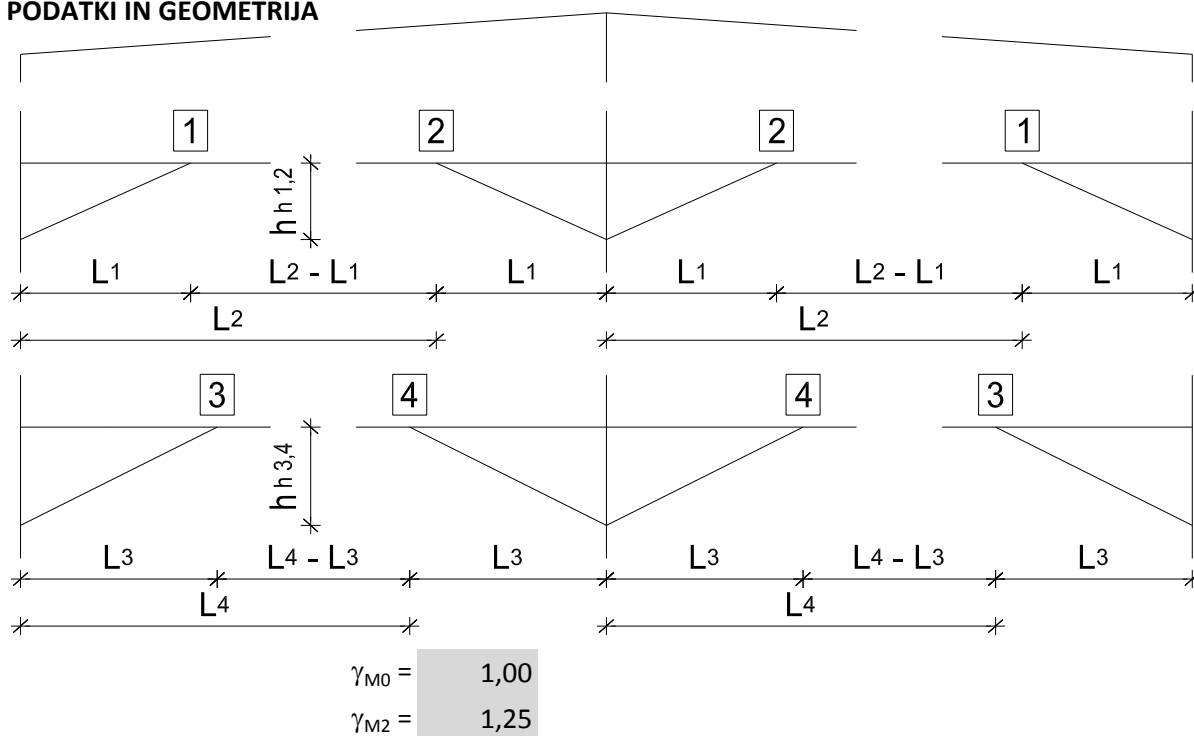 PODATKI IN GEOMETRIJA
1 2 2 1
h h 1,2
L1 L2 - L1 L1 L1 L2 - L1 L1
L2 L2
3 4 4 3
h h 3,4
L3 L4 - L3 L3 L3 L4 - L3 L3
L4 L4
γM0 = 1,00
γM2 = 1,25